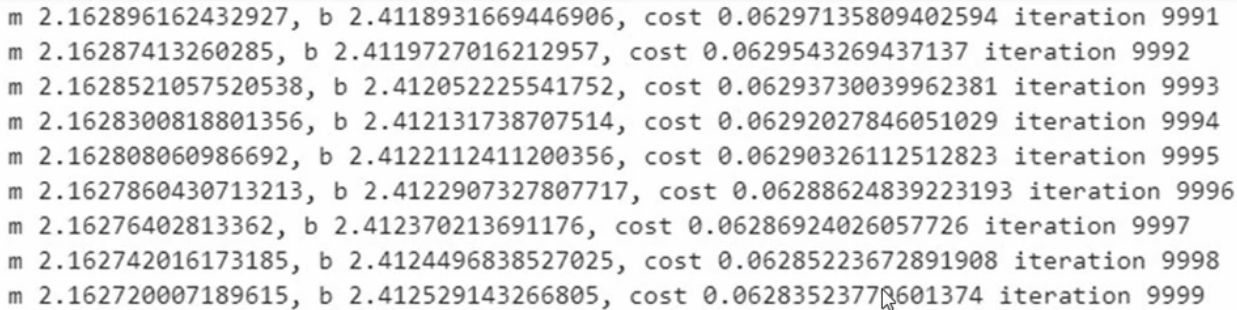 m 2.162896162432927, b 2.4118931669446906, cost 0.06297135809402594 iteration 9991
m 2.16287413260285, b 2.4119727016212957, cost 0.0629543269437137 iteration 9992
m 2.1628521057520538, b 2.412052225541752, cost 0.06293730039962381 iteration 9993
m 2.1628300818801356, b 2.412131738707514, cost 0.06292027846051029 iteration 9994
m 2.162808060986692, b 2.4122112411200356, cost 0.06290326112512823 iteration 9995
m 2.1627860430713213, b 2.4122907327807717, cost 0.06288624839223193 iteration 9996
m 2.16276402813362, b 2.412370213691176, cost 0.06286924026057726 iteration 9997
m 2.162742016173185, b 2.4124496838527025, cost 0.06285223672891908 iteration 9998
m 2.162720007189615, b 2.412529143266805, cost iteration 9999